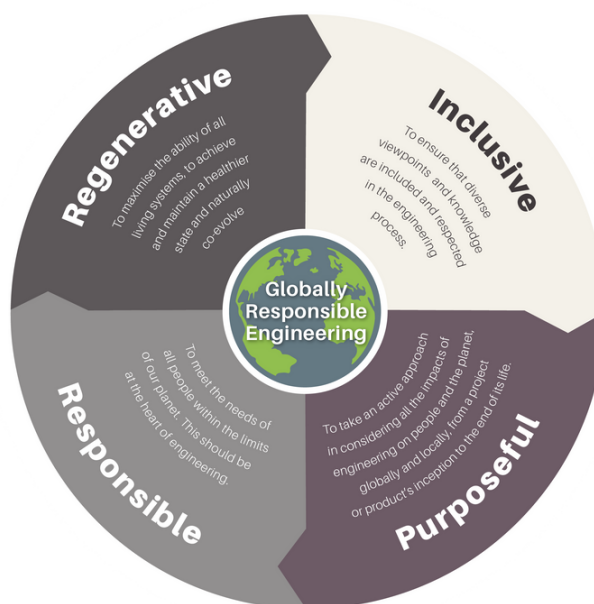 Regenerative
To maximise the ability of all
living systems, to achieve
and maintain a healthier
state and naturally
co-evolve
Inclusive
To ensure that diverse
viewpoints and knowledge
are included and respected
in the engineering
process.
Globally
Responsible
Engineering
Responsible
To meet the needs of
all people within the limits
of our planet. This should be
at the heart of engineering.
Purposeful
To take an active approach
in considering all the impacts of
engineering on people and the planet,
globally and locally, from a project
or product's inception to the end of its life.